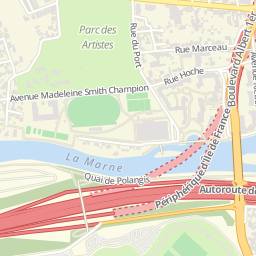 Parc des
Artistes
Rue du Port
Rue Marceau
Rue Hoche
Avenue Madeleine Smith Champion
Boulevard Albert 1er
La Marne
Quai de Polangis
Périphérique d'Île de France
Autoroute de